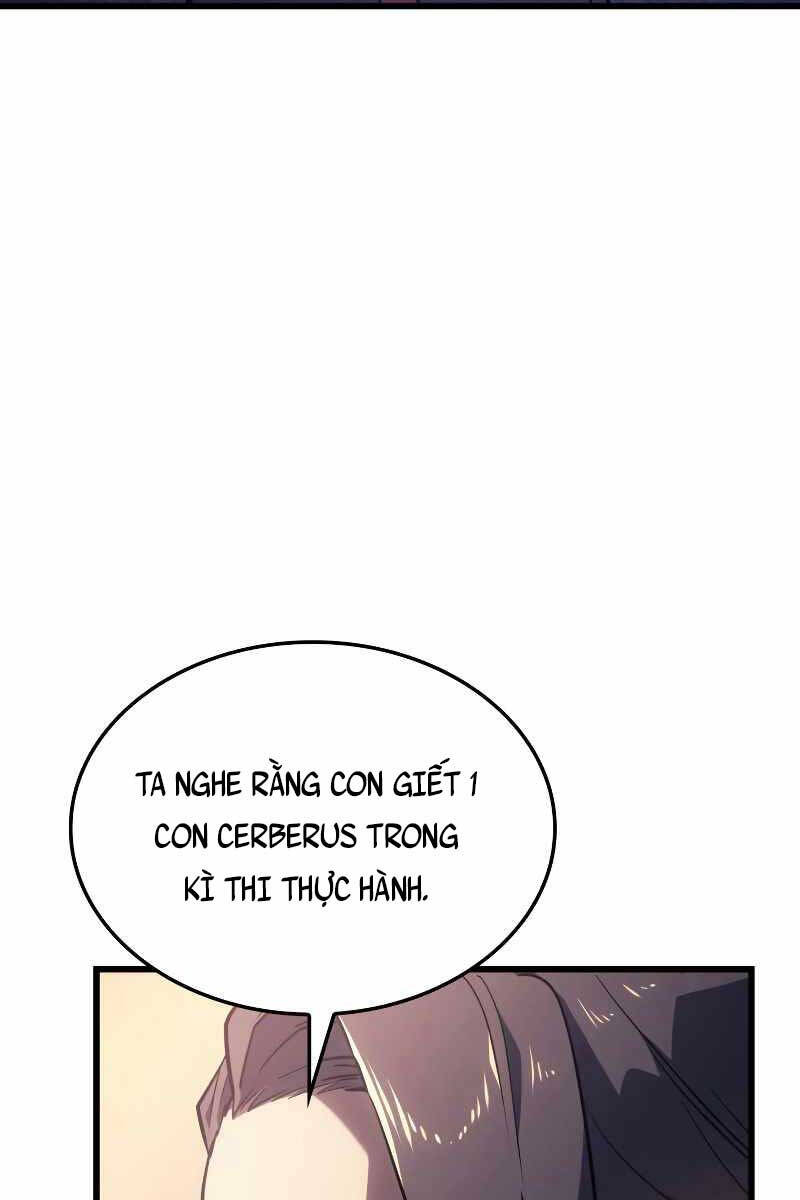 TA NGHE RẰNG CON GIẾT 1
CON CERBERUS TRONG
KÌ THI THỰC HÀNH.